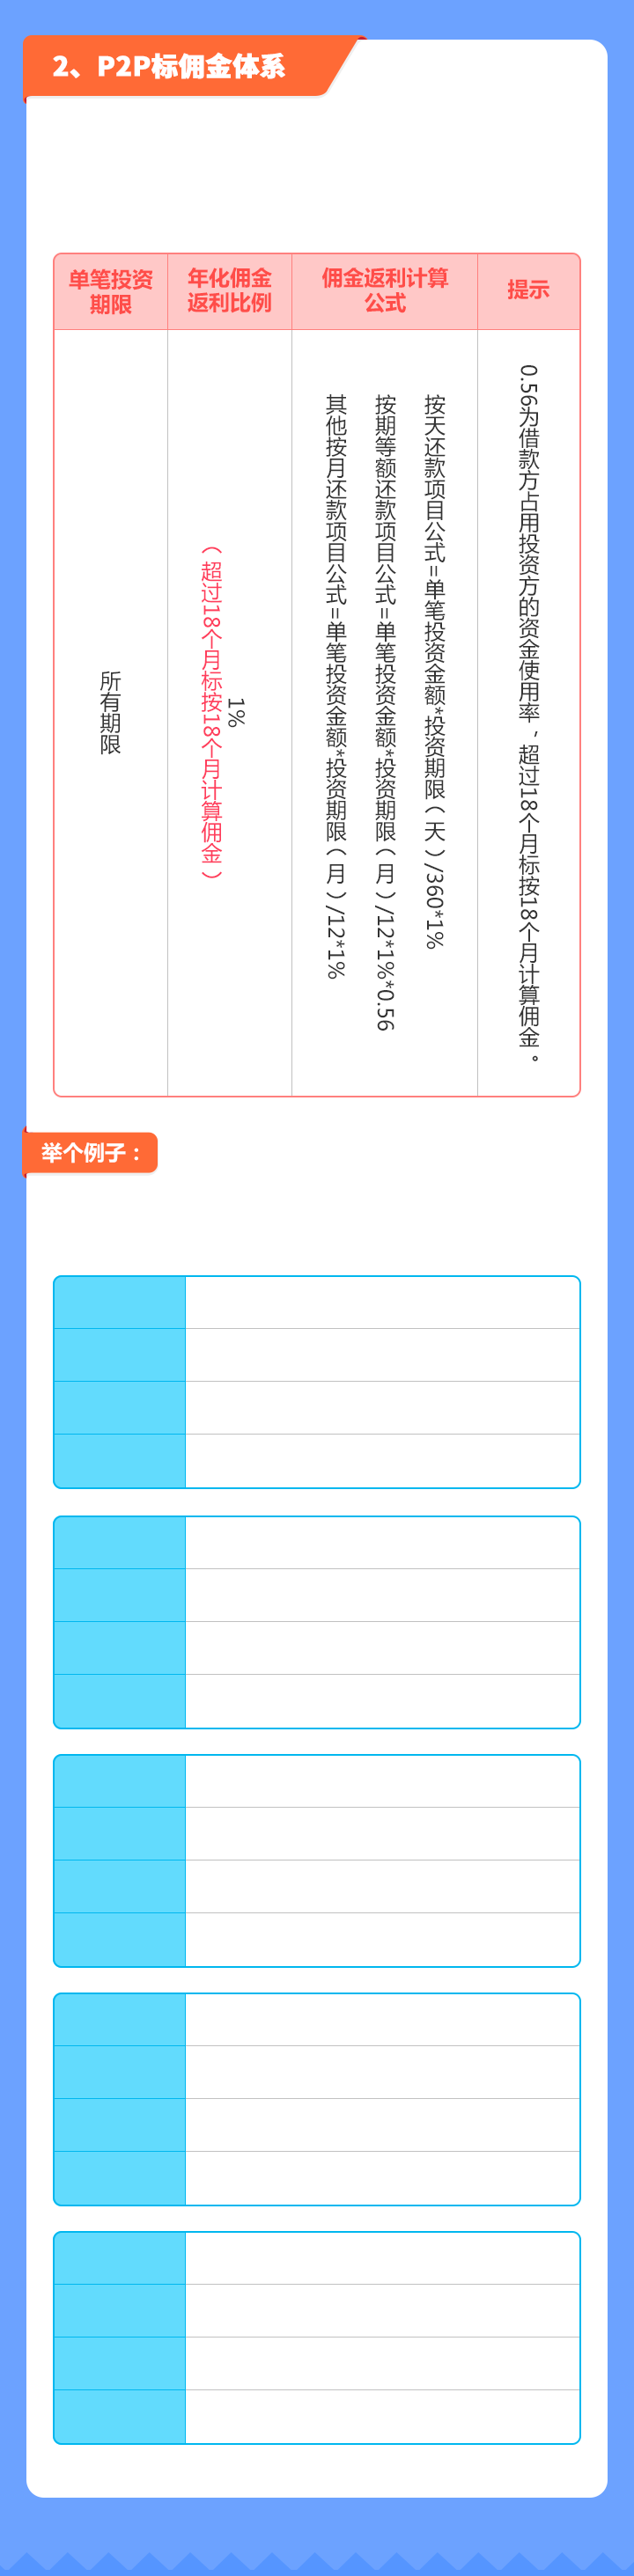 2、P2P标佣金体系
单笔投资
期限
年化佣金
返利比例
佣金返利计算
公式
提示
所有期限
1%
（超过18个月标按18个月计算佣金）
按天还款项目公式=单笔投资金额*投资期限（天）/360*1%
按期等额还款项目公式=单笔投资金额*投资期限（月）/12*1%*0.56
其他按月还款项目公式=单笔投资金额*投资期限（月）/12*1%
0.56为借款方占用投资方的资金使用率，超过18个月标按18个月计算佣金。
举个例子：